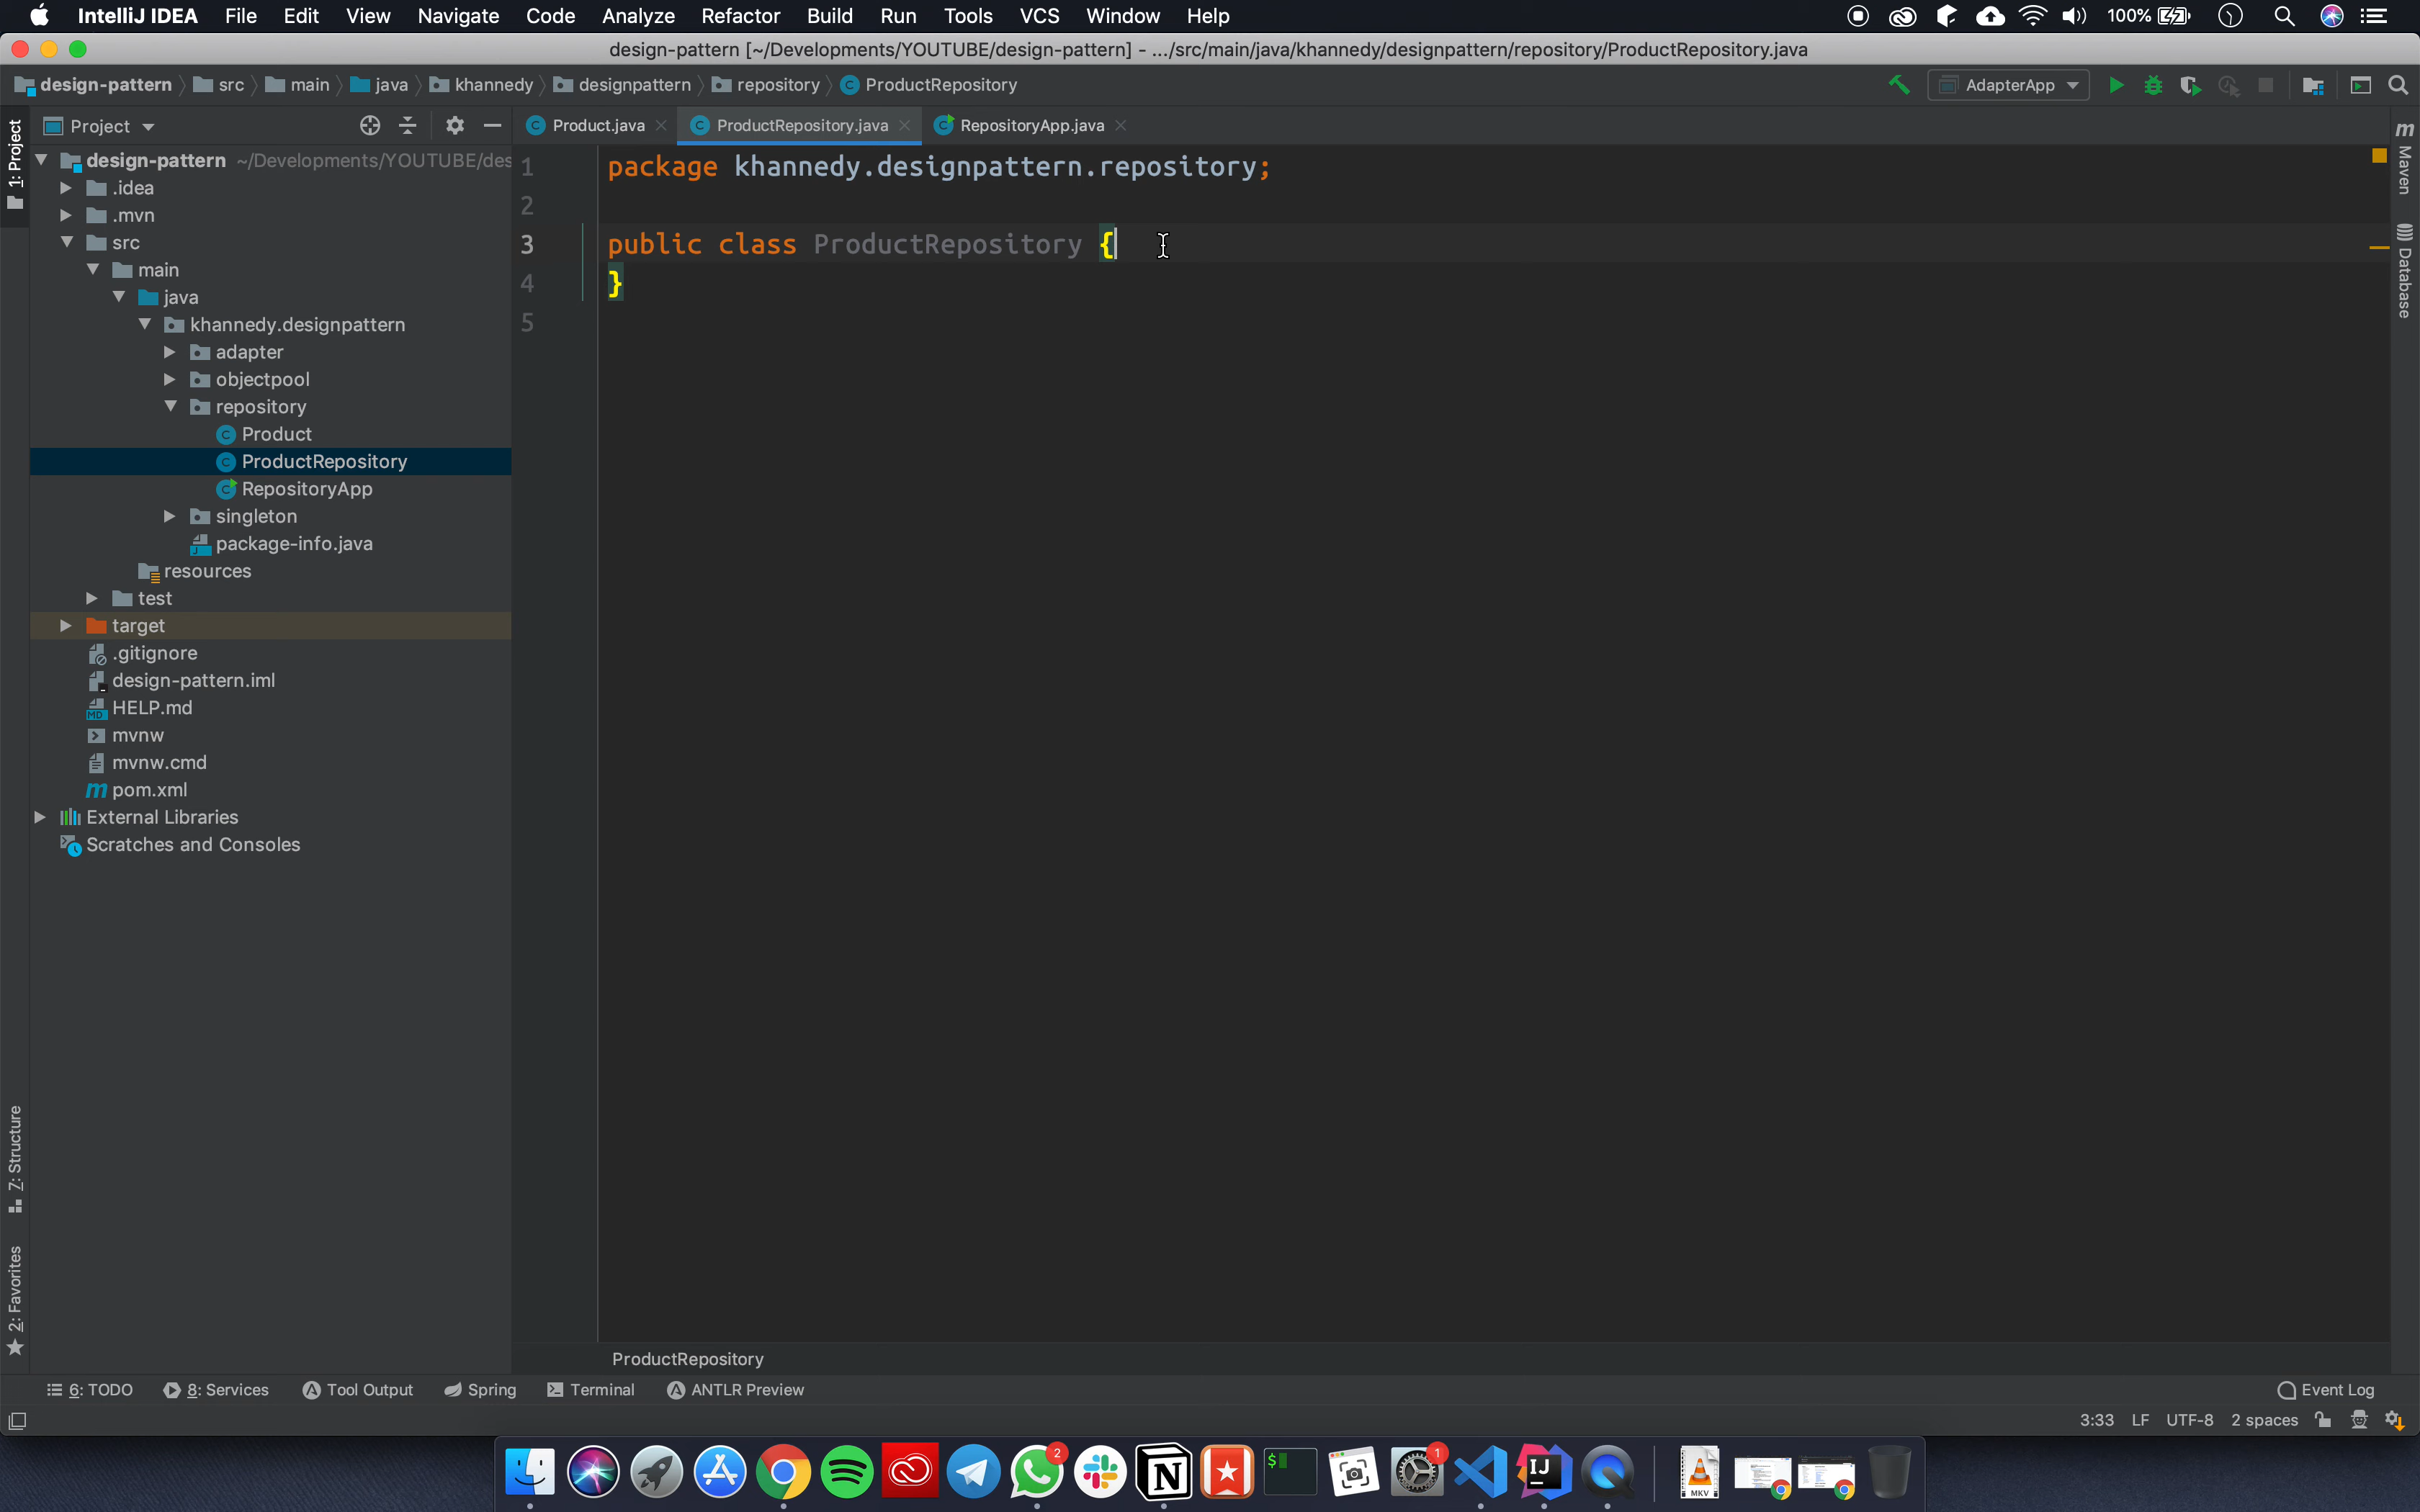 IntelliJ IDEA File Edit View Navigate Code Analyze Refactor Build Run Tools VCS Window Help 100%
design-pattern [~/Developments/YOUTUBE/design-pattern] - .../src/main/java/khannedy/designpattern/repository/ProductRepository.java
design-pattern src main java khannedy designpattern repository ProductRepository AdapterApp
Project Product.java ProductRepository.java RepositoryApp.java
1: Project
design-pattern ~/Developments/YOUTUBE/des
.idea
.mvn
src
main
java
khannedy.designpattern
adapter
objectpool
repository
Product
ProductRepository
RepositoryApp
singleton
package-info.java
resources
test
target
.gitignore
design-pattern.iml
HELP.md
mvnw
mvnw.cmd
pom.xml
External Libraries
Scratches and Consoles
7: Structure
2: Favorites
1 package khannedy.designpattern.repository;
2
3 public class ProductRepository {
4 }
5
Maven
Database
ProductRepository
6: TODO 8: Services Tool Output Spring Terminal ANTLR Preview Event Log
3:33 LF UTF-8 2 spaces
2 1 $ IJ MKV